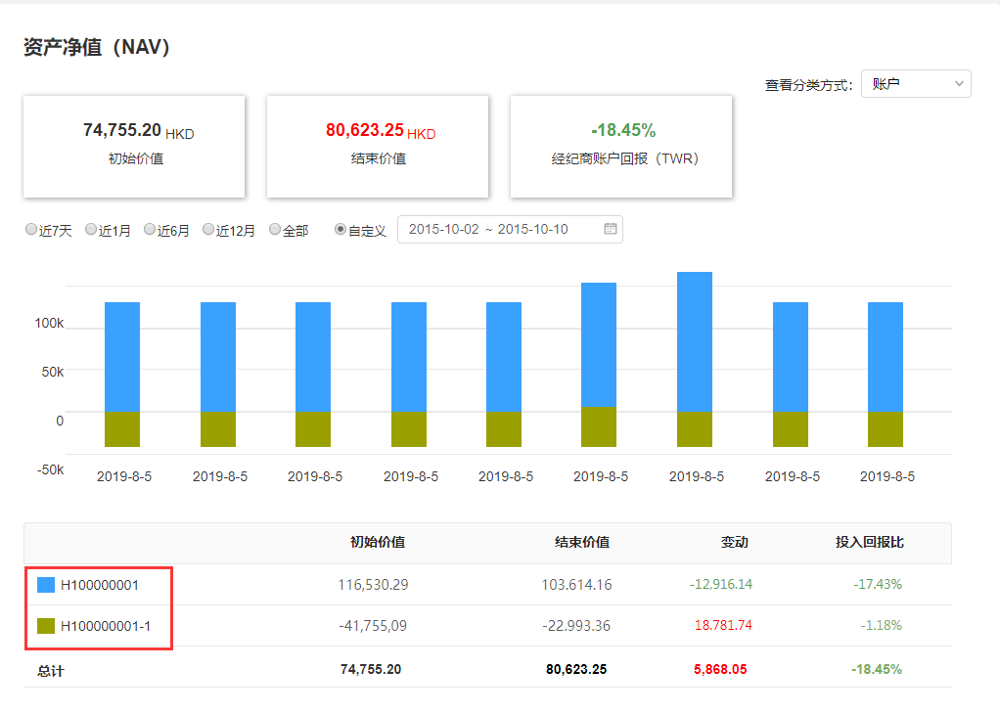 资产净值（NAV）
查看分类方式： 账户
74,755.20 HKD
初始价值
80,623.25 HKD
结束价值
-18.45%
经纪商账户回报（TWR）
近7天 近1月 近6月 近12月 全部 自定义 2015-10-02 ~ 2015-10-10
100k
50k
0
-50k
2019-8-5 2019-8-5 2019-8-5 2019-8-5 2019-8-5 2019-8-5 2019-8-5 2019-8-5 2019-8-5
初始价值 结束价值 变动 投入回报比
H100000001 116,530.29 103.614.16 -12,916.14 -17.43%
H100000001-1 -41,755,09 -22.993.36 18.781.74 -1.18%
总计 74,755.20 80,623.25 5,868.05 -18.45%